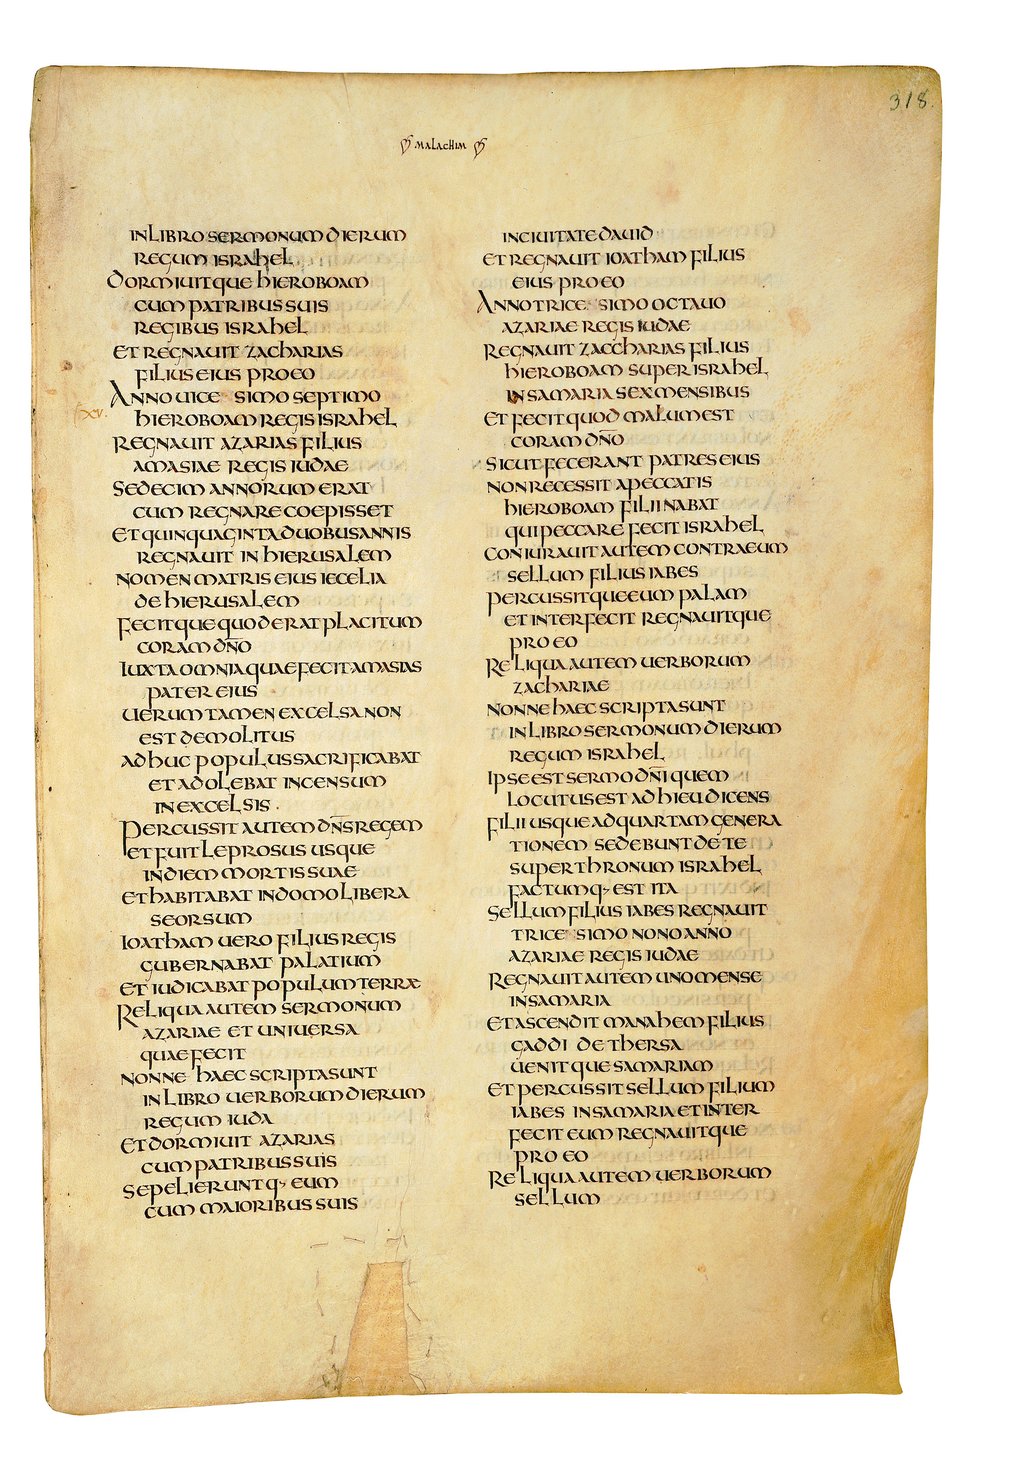 318.
MALACHIM
IN LIBRO SERMONUM DIERUM
REGUM ISRAHEL
DORMIUITQUE HIEROBOAM
CUM PATRIBUS SUIS
REGIBUS ISRAHEL
ET REGNAUIT ZACHARIAS
FILIUS EIUS PRO EO
ANNO UICESIMO SEPTIMO
HIEROBOAM REGIS ISRAHEL
REGNAUIT AZARIAS FILIUS
AMASIAE REGIS IUDAE
SEDECIM ANNORUM ERAT
CUM REGNARE COEPISSET
ET QUINQUAGINTA DUOBUS ANNIS
REGNAUIT IN HIERUSALEM
NOMEN MATRIS EIUS IECELIA
DE HIERUSALEM
FECITQUE QUOD ERAT PLACITUM
CORAM DÑO
IUXTA OMNIA QUAE FECIT AMASIAS
PATER EIUS
UERUM TAMEN EXCELSA NON
EST DEMOLITUS
ADHUC POPULUS SACRIFICABAT
ET ADOLEBAT INCENSUM
IN EXCELSIS ·
PERCUSSIT AUTEM DÑS REGEM
ET FUIT LEPROSUS USQUE
IN DIEM MORTIS SUAE
ET HABITABAT IN DOMO LIBERA
SEORSUM
IOATHAM UERO FILIUS REGIS
GUBERNABAT PALATIUM
ET IUDICABAT POPULUM TERRÆ
RELIQUA AUTEM SERMONUM
AZARIAE ET UNIUERSA
QUAE FECIT
NONNE HAEC SCRIPTA SUNT
IN LIBRO UERBORUM DIERUM
REGUM IUDA
ET DORMIUIT AZARIAS
CUM PATRIBUS SUIS
SEPELIERUNTQ· EUM
CUM MAIORIBUS SUIS
IN CIUITATE DAUID
ET REGNAUIT IOATHAM FILIUS
EIUS PRO EO
ANNO TRICESIMO OCTAUO
AZARIAE REGIS IUDAE
REGNAUIT ZACCHARIAS FILIUS
HIEROBOAM SUPER ISRAHEL
IN SAMARIA SEX MENSIBUS
ET FECIT QUOD MALUM EST
CORAM DÑO
SICUT FECERANT PATRES EIUS
NON RECESSIT A PECCATIS
HIEROBOAM FILII NABAT
QUI PECCARE FECIT ISRAHEL
CONIURAUIT AUTEM CONTRA EUM
SELLUM FILIUS IABES
PERCUSSITQUE EUM PALAM
ET INTERFECIT REGNAUITQUE
PRO EO
RELIQUA AUTEM UERBORUM
ZACHARIAE
NONNE HAEC SCRIPTA SUNT
IN LIBRO SERMONUM DIERUM
REGUM ISRAHEL
IPSE EST SERMO DÑI QUEM
LOCUTUS EST AD HIEU DICENS
FILII USQUE AD QUARTAM GENERA
TIONEM SEDEBUNT DE TE
SUPER THRONUM ISRAHEL
FACTUMQ· EST ITA
SELLUM FILIUS IABES REGNAUIT
TRICESIMO NONO ANNO
AZARIAE REGIS IUDAE
REGNAUIT AUTEM UNO MENSE
IN SAMARIA
ET ASCENDIT MANAHEM FILIUS
GADDI DE THERSA
UENITQUE SAMARIAM
ET PERCUSSIT SELLUM FILIUM
IABES IN SAMARIA ET INTER
FECIT EUM REGNAUITQUE
PRO EO
RELIQUA AUTEM UERBORUM
SELLUM